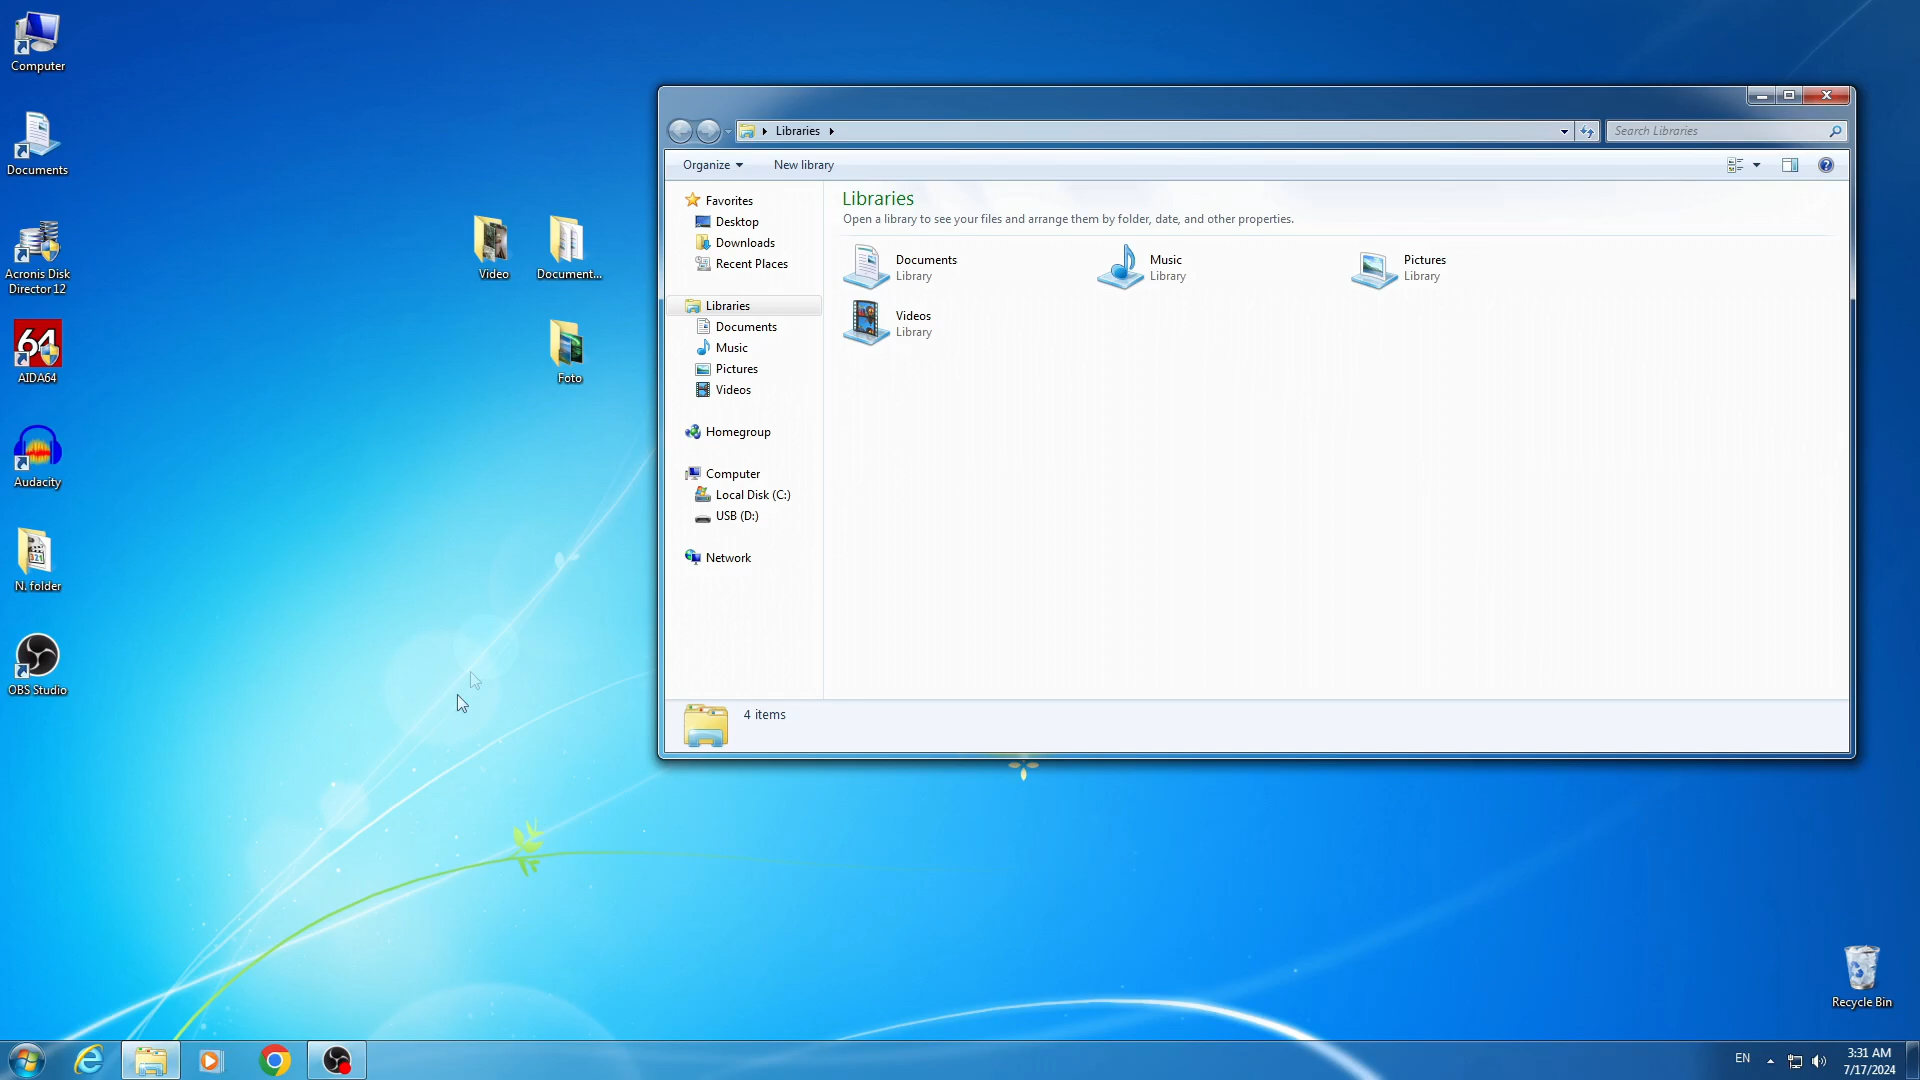 Computer
Documents
Acronis Disk
Director 12
64
AIDA64
Audacity
321
N. folder
OBS Studio
Video
Document...
Foto
Libraries
Search Libraries
Organize
New library
Favorites
Desktop
Downloads
Recent Places
Libraries
Documents
Music
Pictures
Videos
Homegroup
Computer
Local Disk (C:)
USB (D:)
Network
Libraries
Open a library to see your files and arrange them by folder, date, and other properties.
Documents
Library
Music
Library
Pictures
Library
Videos
Library
4 items
Recycle Bin
EN
3:31 AM
7/17/2024